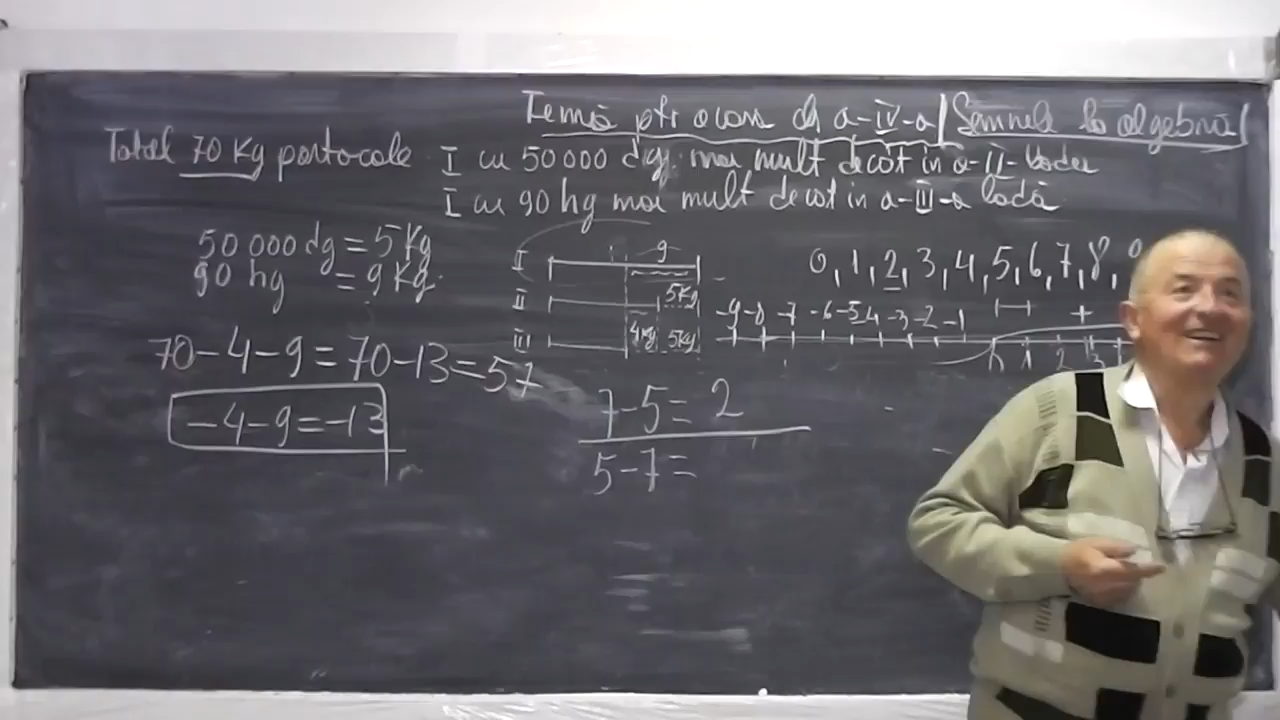 Temă ptr acasă cl a-IV-a | Semnele la algebră
Total 70 Kg portocale I cu 50000 dg mai mult decât în a-II-ladă
I cu 90 hg mai mult decât în a-III-a ladă
50 000 dg = 5 Kg
90 hg = 9 Kg
I 9
II 5Kg
III 4Kg 5Kg
0, 1, 2, 3, 4, 5, 6, 7, 8, 9
-9 -8 -7 -6 -5 -4 -3 -2 -1 +
0 1 2 3
70 - 4 - 9 = 70 - 13 = 57
- 4 - 9 = - 13
7 - 5 = 2
5 - 7 =